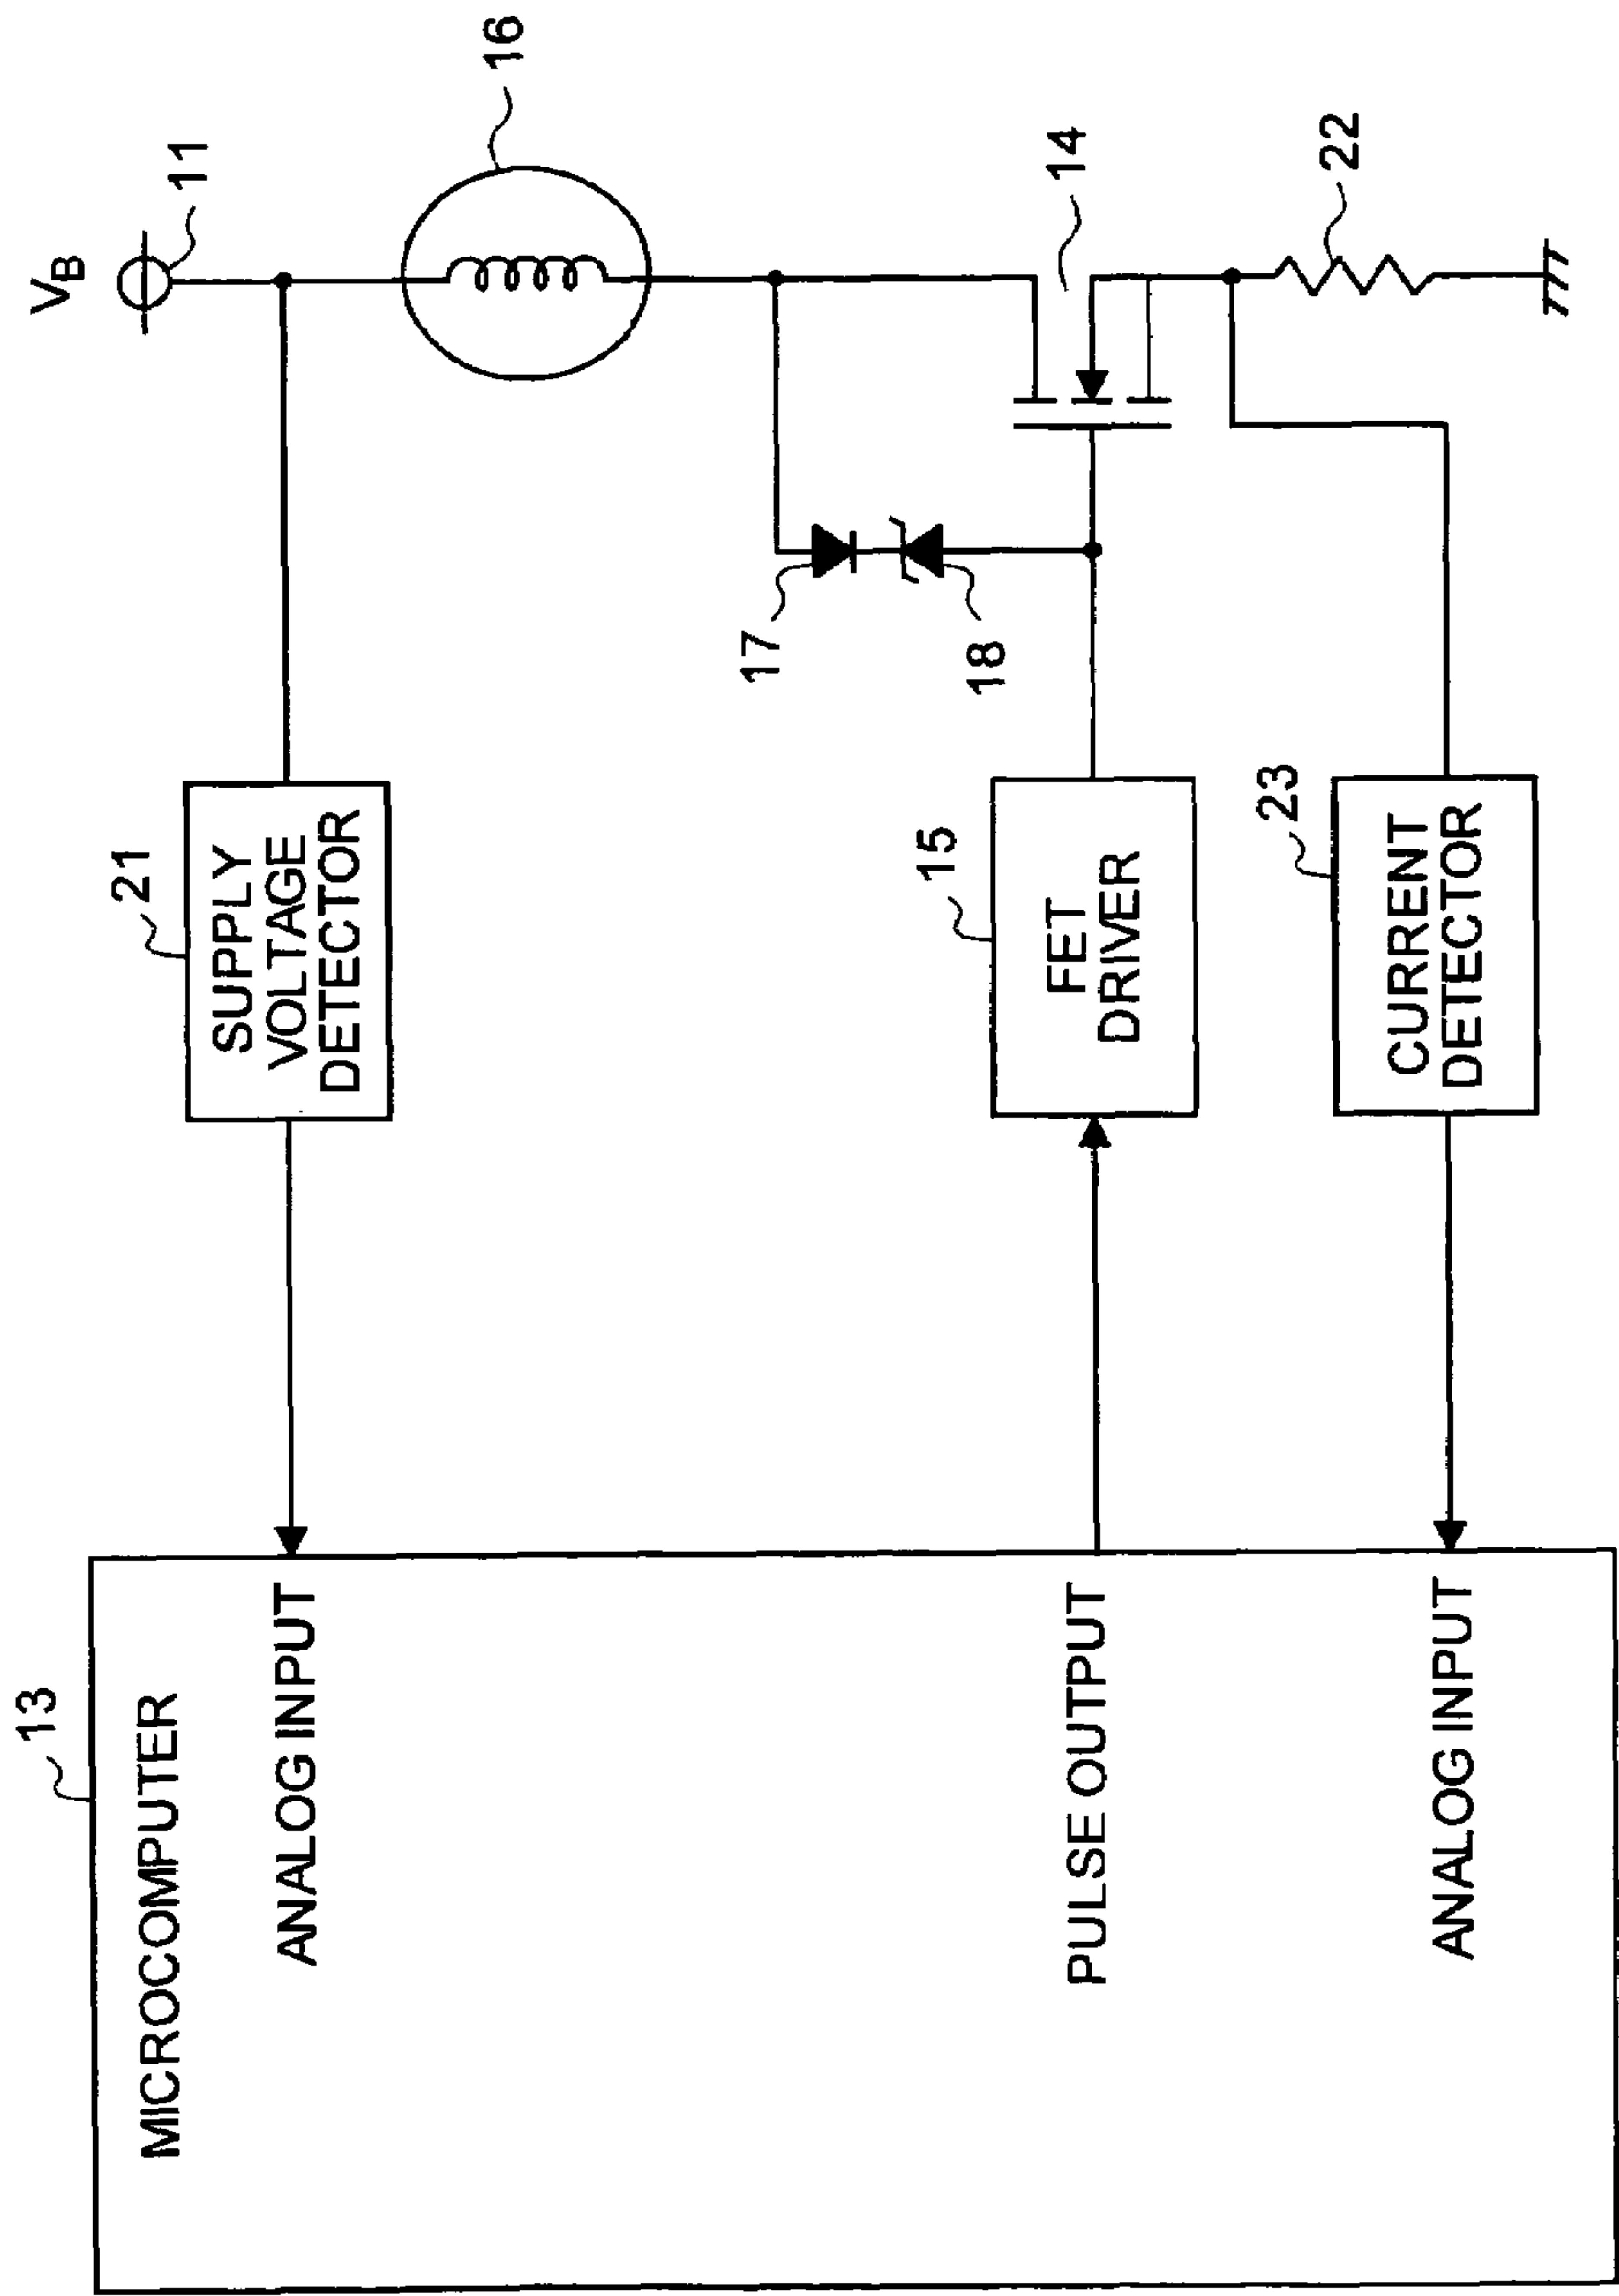 13
MICROCOMPUTER
ANALOG INPUT
PULSE OUTPUT
ANALOG INPUT
21
SUPPLY
VOLTAGE
DETECTOR
15
FET
DRIVER
23
CURRENT
DETECTOR
17
18
VB
11
16
14
22